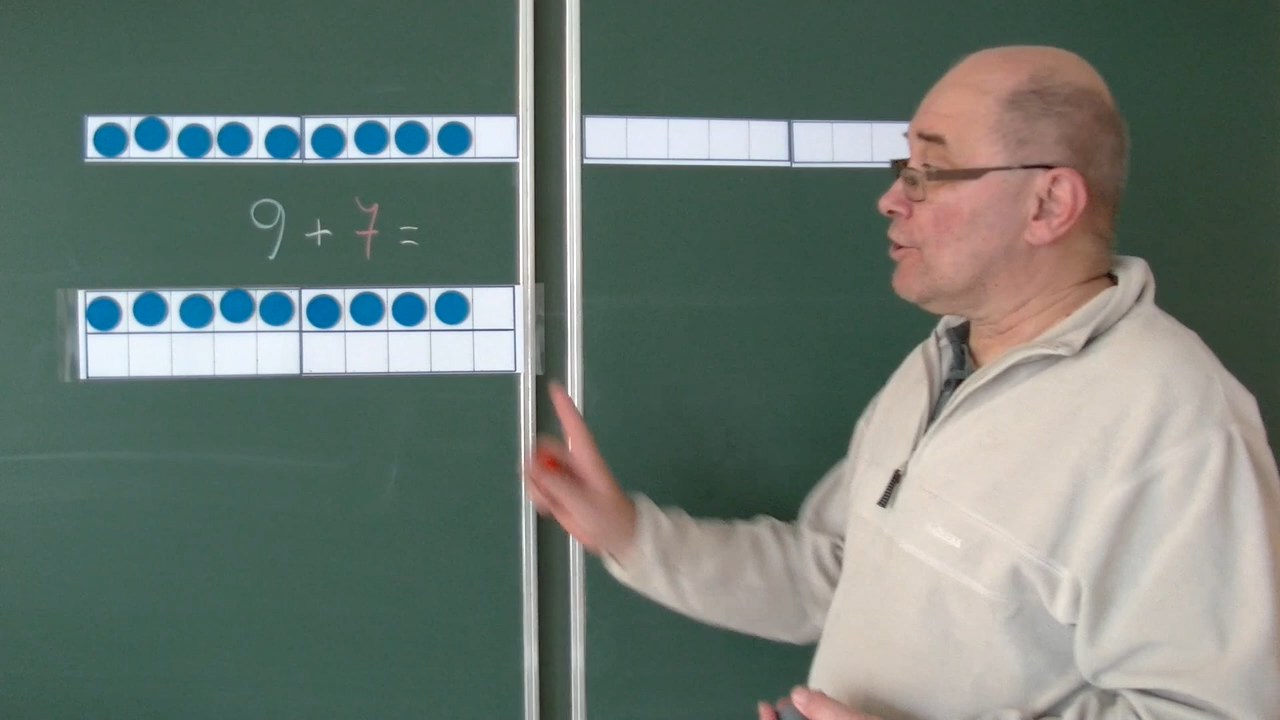 9 + 7 =